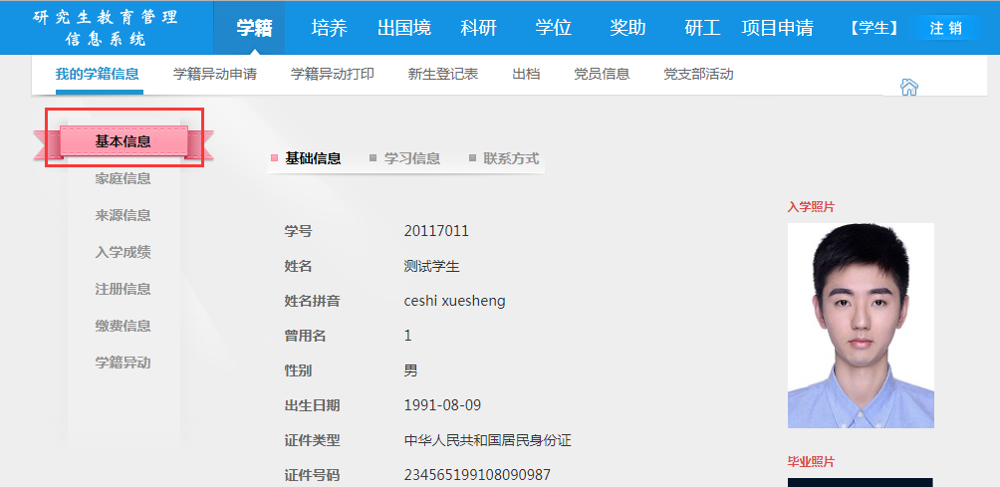 研究生教育管理
信息系统
学籍 培养 出国境 科研 学位 奖助 研工 项目申请 【学生】 注 销
我的学籍信息 学籍异动申请 学籍异动打印 新生登记表 出档 党员信息 党支部活动
基本信息
家庭信息
来源信息
入学成绩
注册信息
缴费信息
学籍异动
基础信息 学习信息 联系方式
学号 20117011
姓名 测试学生
姓名拼音 ceshi xuesheng
曾用名 1
性别 男
出生日期 1991-08-09
证件类型 中华人民共和国居民身份证
证件号码 234565199108090987
入学照片
毕业照片